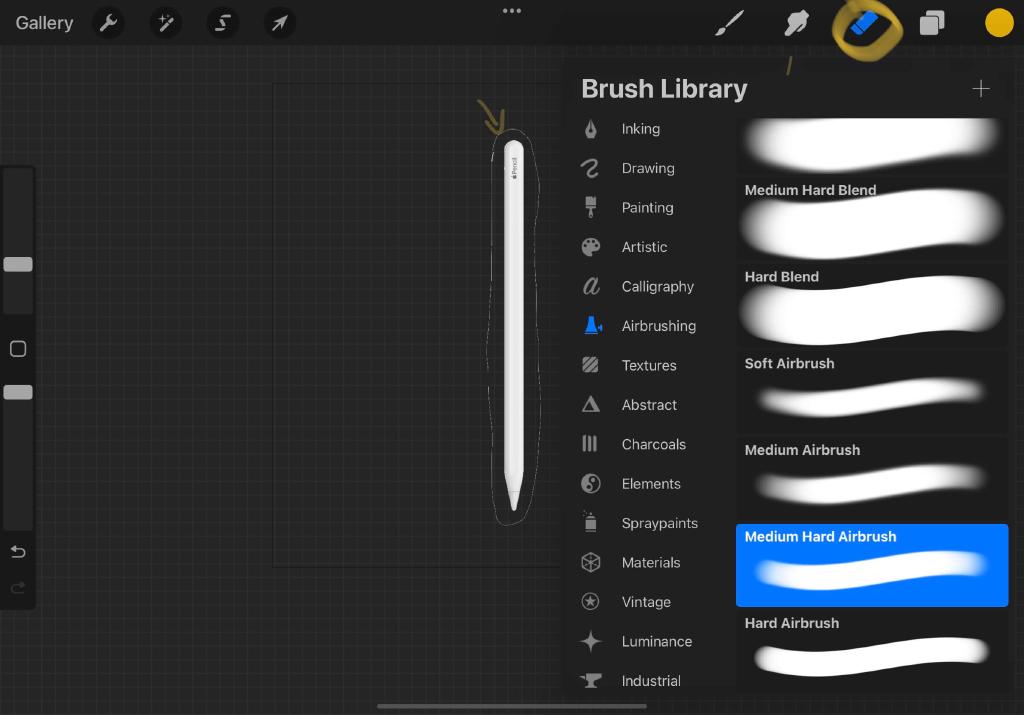 Gallery
Brush Library
Inking
Drawing
Painting
Artistic
Calligraphy
Airbrushing
Textures
Abstract
Charcoals
Elements
Spraypaints
Materials
Vintage
Luminance
Industrial
Medium Hard Blend
Hard Blend
Soft Airbrush
Medium Airbrush
Medium Hard Airbrush
Hard Airbrush
Pencil